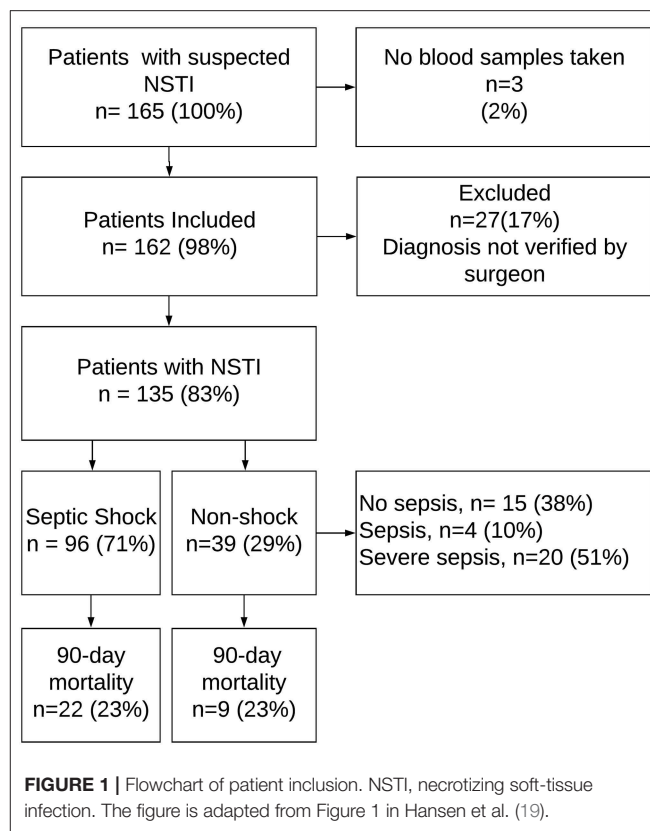 Patients with suspected
NSTI
n= 165 (100%)
No blood samples taken
n=3
(2%)
Patients Included
n= 162 (98%)
Excluded
n=27(17%)
Diagnosis not verified by
surgeon
Patients with NSTI
n = 135 (83%)
Septic Shock
n = 96 (71%)
Non-shock
n=39 (29%)
No sepsis, n= 15 (38%)
Sepsis, n=4 (10%)
Severe sepsis, n=20 (51%)
90-day
mortality
n=22 (23%)
90-day
mortality
n=9 (23%)
FIGURE 1 | Flowchart of patient inclusion. NSTI, necrotizing soft-tissue
infection. The figure is adapted from Figure 1 in Hansen et al. (19).